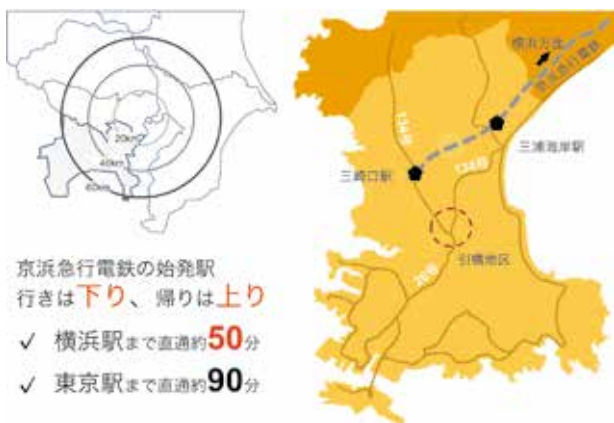 20km
40km
60km
京浜急行電鉄の始発駅
行きは下り、帰りは上り
✓ 横浜駅まで直通約50分
✓ 東京駅まで直通約90分
横浜方面
京浜急行電鉄
134号
三浦海岸駅
三崎口駅
134号
引橋地区
26号